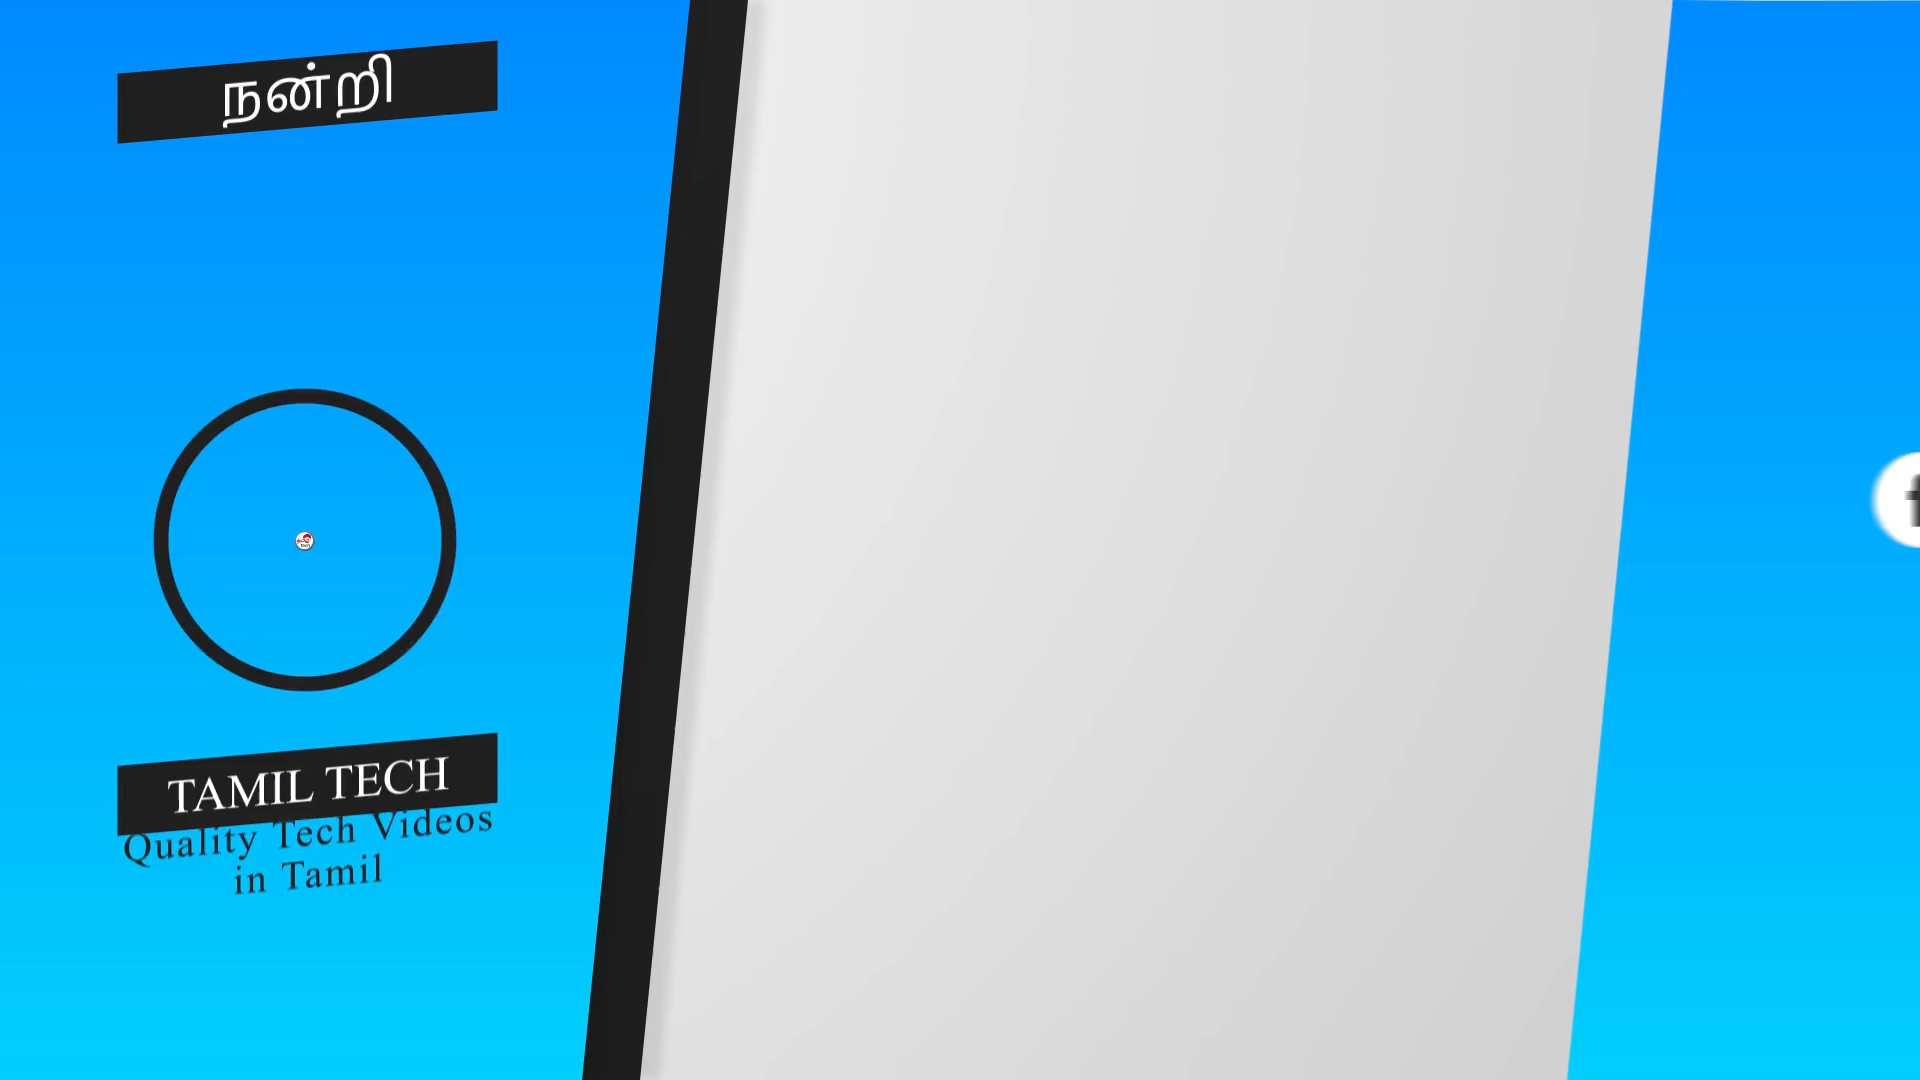 நன்றி
TAMIL TECH
Quality Tech Videos
in Tamil